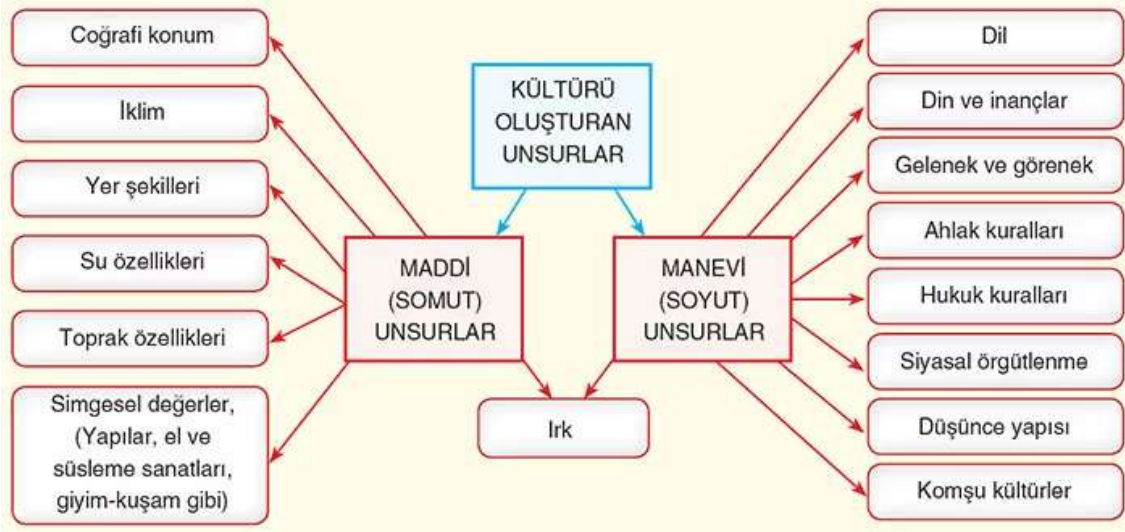 KÜLTÜRÜ
OLUŞTURAN
UNSURLAR
MADDİ
(SOMUT)
UNSURLAR
Coğrafi konum
İklim
Yer şekilleri
Su özellikleri
Toprak özellikleri
Simgesel değerler,
(Yapılar, el ve
süsleme sanatları,
giyim-kuşam gibi)
Irk
MANEVİ
(SOYUT)
UNSURLAR
Dil
Din ve inançlar
Gelenek ve görenek
Ahlak kuralları
Hukuk kuralları
Siyasal örgütlenme
Düşünce yapısı
Komşu kültürler